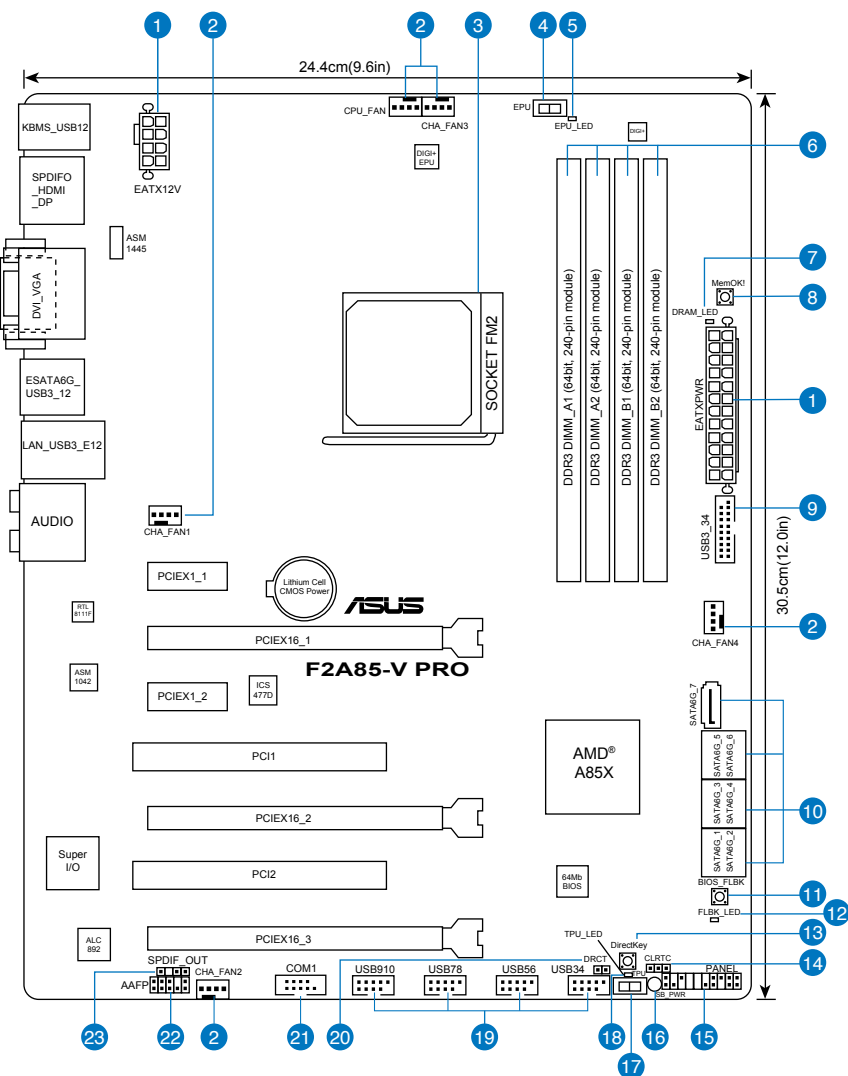 1
2
2
3
4
5
24.4cm(9.6in)
KBMS_USB12
EATX12V
CPU_FAN
CHA_FAN3
EPU
EPU_LED
DIGI+
DIGI+
EPU
6
SPDIFO
_HDMI
_DP
ASM
1445
DVI_VGA
7
MemOK!
8
DRAM_LED
SOCKET FM2
DDR3 DIMM_A1 (64bit, 240-pin module)
DDR3 DIMM_A2 (64bit, 240-pin module)
DDR3 DIMM_B1 (64bit, 240-pin module)
DDR3 DIMM_B2 (64bit, 240-pin module)
EATXPWR
1
ESATA6G_
USB3_12
LAN_USB3_E12
AUDIO
2
CHA_FAN1
USB3_34
9
30.5cm(12.0in)
PCIEX1_1
Lithium Cell
CMOS Power
ASUS
RTL
8111F
PCIEX16_1
2
CHA_FAN4
F2A85-V PRO
ASM
1042
PCIEX1_2
ICS
477D
SATA6G_7
PCI1
AMD®
A85X
SATA6G_5
SATA6G_6
SATA6G_3
SATA6G_4
10
PCIEX16_2
SATA6G_1
SATA6G_2
Super
I/O
PCI2
64Mb
BIOS
BIOS_FLBK
11
FLBK_LED
12
ALC
892
PCIEX16_3
TPU_LED
DirectKey
13
SPDIF_OUT
AAFP
CHA_FAN2
COM1
USB910
USB78
USB56
USB34
DRCT
CLRTC
14
PANEL
TPU
SB_PWR
23
22
2
21
20
19
18
17
16
15